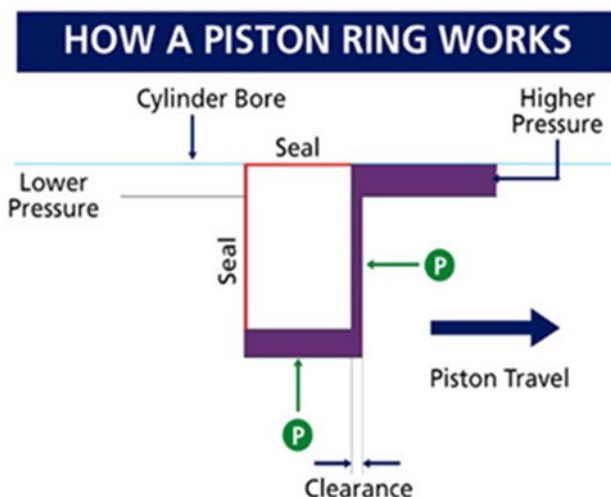 HOW A PISTON RING WORKS
Cylinder Bore
Higher
Pressure
Seal
Lower
Pressure
Seal
P
Piston Travel
P
Clearance